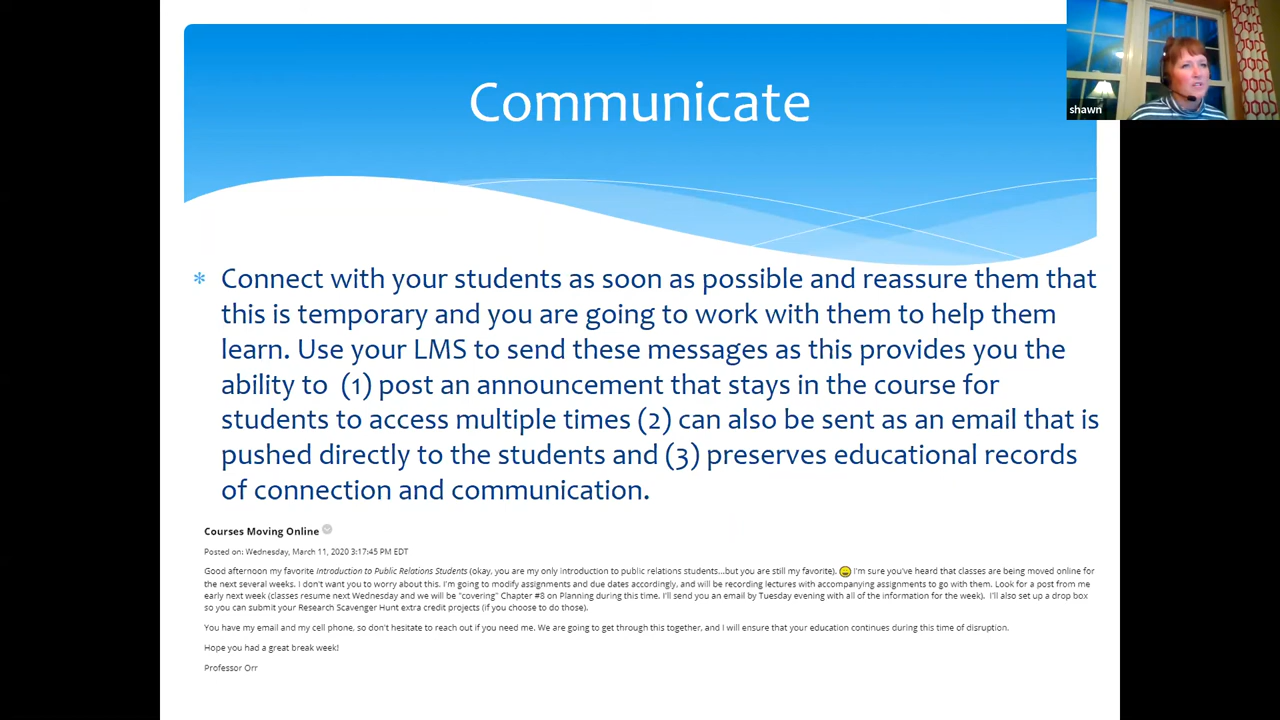 Communicate
shawn
* Connect with your students as soon as possible and reassure them that
this is temporary and you are going to work with them to help them
learn. Use your LMS to send these messages as this provides you the
ability to (1) post an announcement that stays in the course for
students to access multiple times (2) can also be sent as an email that is
pushed directly to the students and (3) preserves educational records
of connection and communication.
Courses Moving Online
Posted on: Wednesday, March 11, 2020 3:17:45 PM EDT
Good afternoon my favorite Introduction to Public Relations Students (okay, you are my only introduction to public relations students...but you are still my favorite). I'm sure you've heard that classes are being moved online for
the next several weeks. I don't want you to worry about this. I'm going to modify assignments and due dates accordingly, and will be recording lectures with accompanying assignments to go with them. Look for a post from me
early next week (classes resume next Wednesday and we will be "covering" Chapter #8 on Planning during this time. I'll send you an email by Tuesday evening with all of the information for the week). I'll also set up a drop box
so you can submit your Research Scavenger Hunt extra credit projects (if you choose to do those).
You have my email and my cell phone, so don't hesitate to reach out if you need me. We are going to get through this together, and I will ensure that your education continues during this time of disruption.
Hope you had a great break week!
Professor Orr